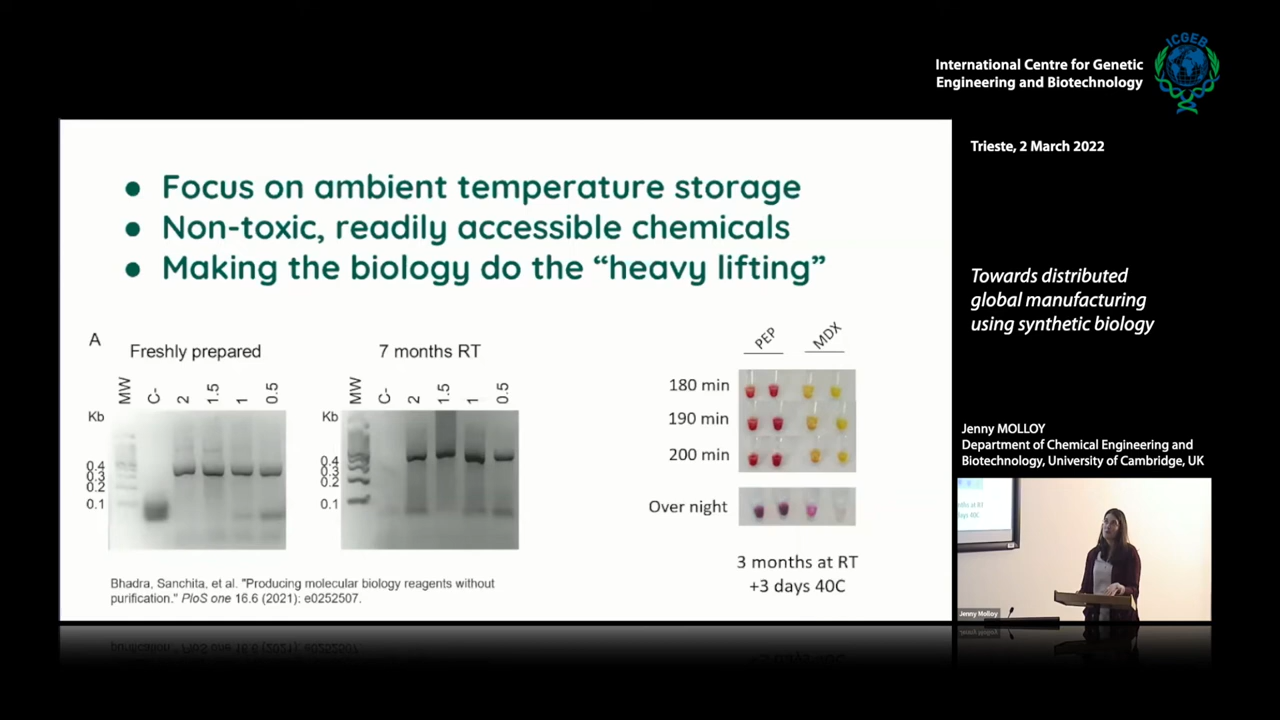 ICGEB
International Centre for Genetic
Engineering and Biotechnology
Trieste, 2 March 2022
● Focus on ambient temperature storage
● Non-toxic, readily accessible chemicals
● Making the biology do the “heavy lifting”
Towards distributed
global manufacturing
using synthetic biology
A
Freshly prepared
MW C- 2 1.5 1 0.5
Kb
0.4
0.3
0.2
0.1
7 months RT
MW C- 2 1.5 1 0.5
Kb
0.4
0.3
0.2
0.1
PEP MDX
180 min
190 min
200 min
Over night
3 months at RT
+3 days 40C
Bhadra, Sanchita, et al. "Producing molecular biology reagents without
purification." PloS one 16.6 (2021): e0252507.
Jenny MOLLOY
Department of Chemical Engineering and
Biotechnology, University of Cambridge, UK
Jenny Molloy